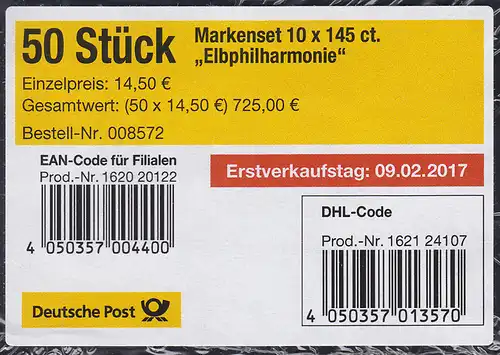 50 Stück
Markenset 10 x 145 ct.
„Elbphilharmonie“
Einzelpreis: 14,50 €
Gesamtwert: (50 x 14,50 €) 725,00 €
Bestell-Nr. 008572
EAN-Code für Filialen
Prod.-Nr. 1620 20122
4 050357 004400
Erstverkaufstag: 09.02.2017
DHL-Code
Prod.-Nr. 1621 24107
4 050357 013570
Deutsche Post